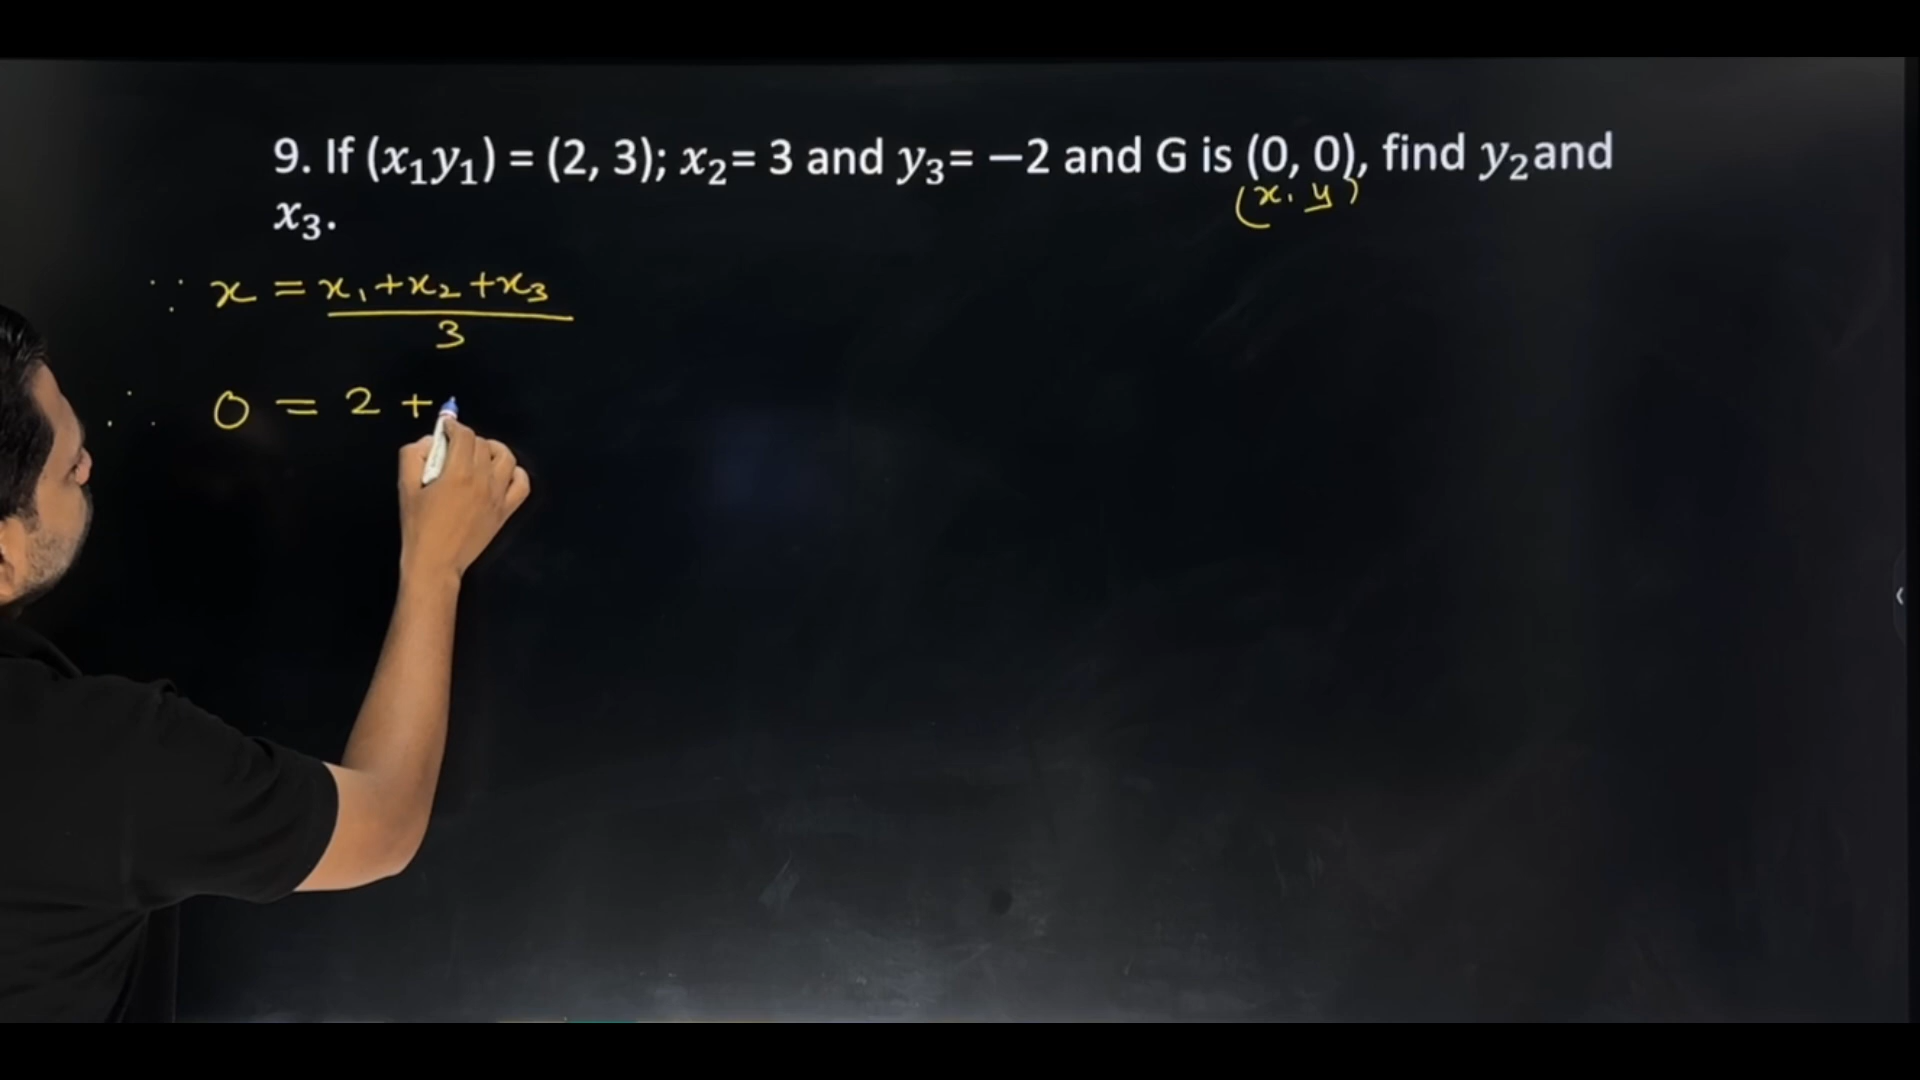 9. If (x₁y₁) = (2, 3); x₂= 3 and y₃= −2 and G is (0, 0), find y₂and
(x, y)
x₃.
∵ x = x₁+x₂+x₃
3
∴ 0 = 2 +